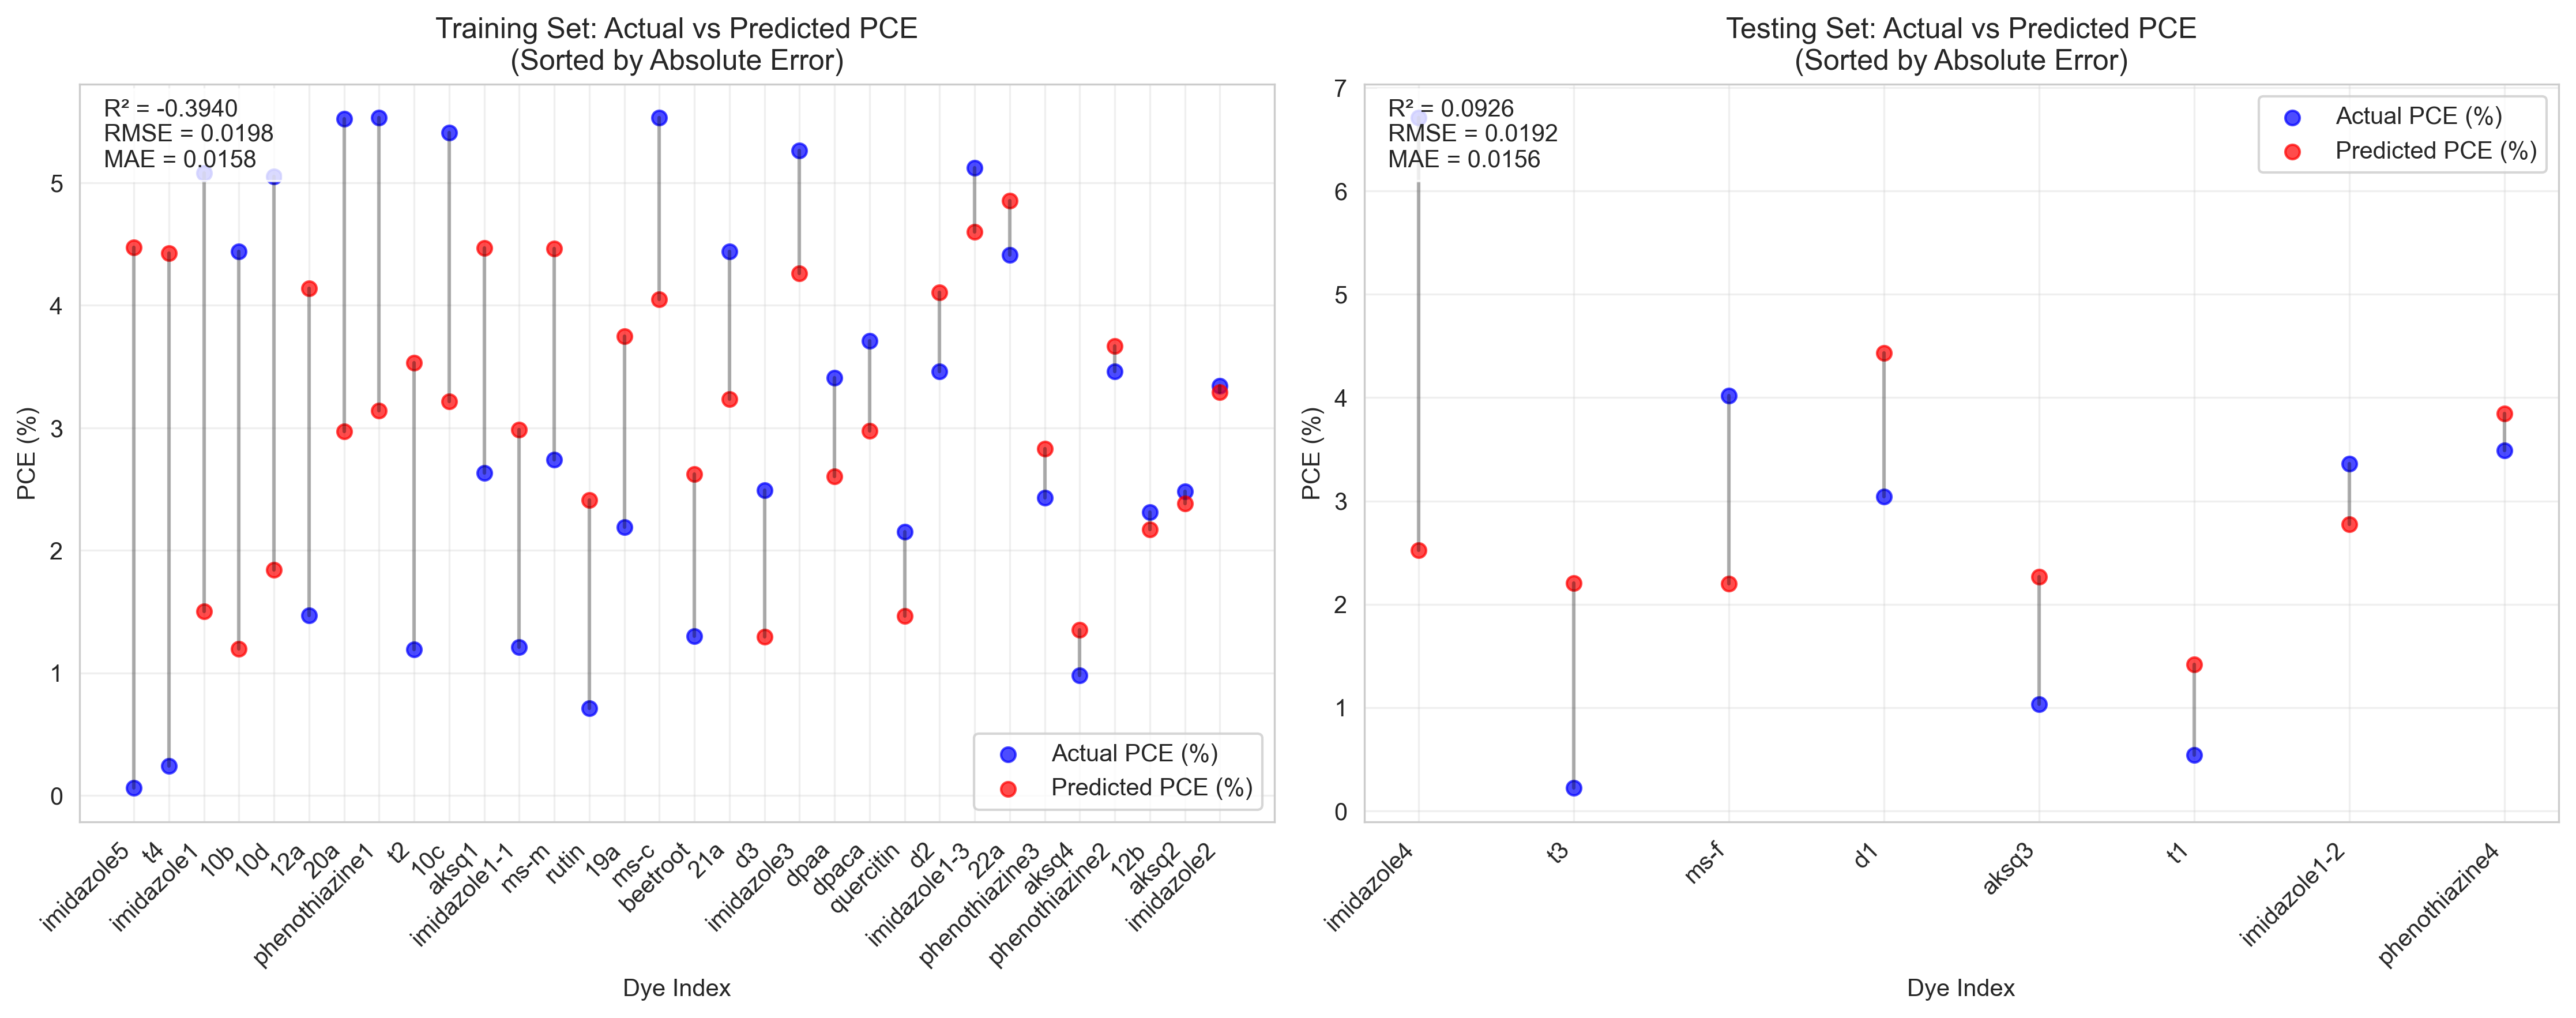 Training Set: Actual vs Predicted PCE
(Sorted by Absolute Error)
R² = -0.3940
RMSE = 0.0198
MAE = 0.0158
PCE (%)
5
4
3
2
1
0
Actual PCE (%)
Predicted PCE (%)
imidazole5
t4
imidazole1
10b
10d
12a
20a
phenothiazine1
t2
10c
aksq1
imidazole1-1
ms-m
rutin
19a
ms-c
beetroot
21a
d3
imidazole3
dpaa
dpaca
quercitin
d2
imidazole1-3
22a
phenothiazine3
aksq4
phenothiazine2
12b
aksq2
imidazole2
Dye Index
Testing Set: Actual vs Predicted PCE
(Sorted by Absolute Error)
R² = 0.0926
RMSE = 0.0192
MAE = 0.0156
Actual PCE (%)
Predicted PCE (%)
PCE (%)
7
6
5
4
3
2
1
0
imidazole4
t3
ms-f
d1
aksq3
t1
imidazole1-2
phenothiazine4
Dye Index